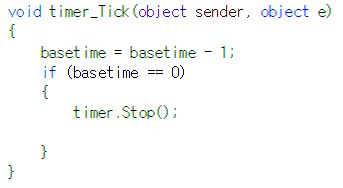 void timer_Tick(object sender, object e)
{
basetime = basetime - 1;
if (basetime == 0)
{
timer.Stop();
}
}